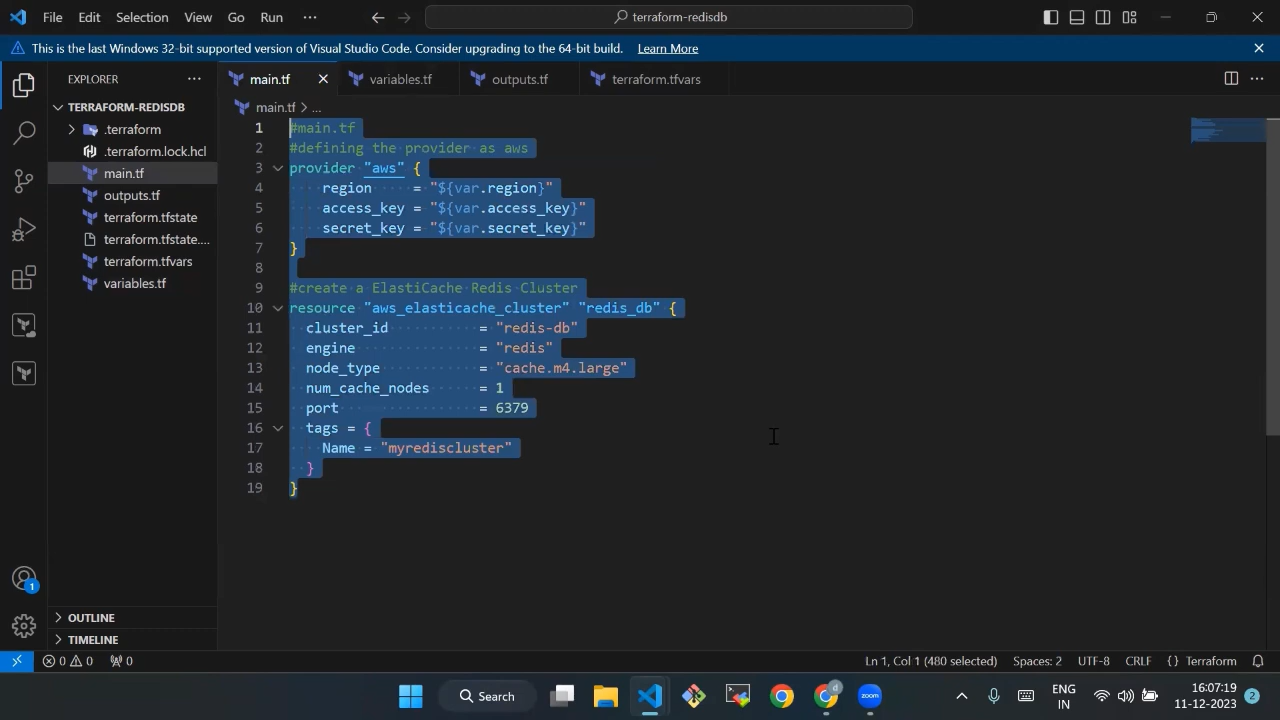 File Edit Selection View Go Run ··· terraform-redisdb
This is the last Windows 32-bit supported version of Visual Studio Code. Consider upgrading to the 64-bit build. Learn More
EXPLORER ···
TERRAFORM-REDISDB
.terraform
.terraform.lock.hcl
main.tf
outputs.tf
terraform.tfstate
terraform.tfstate....
terraform.tfvars
variables.tf
OUTLINE
TIMELINE
1
main.tf variables.tf outputs.tf terraform.tfvars
main.tf > ...
1 #main.tf
2 #defining the provider as aws
3 provider "aws" {
4 region = "${var.region}"
5 access_key = "${var.access_key}"
6 secret_key = "${var.secret_key}"
7 }
8
9 #create a ElastiCache Redis Cluster
10 resource "aws_elasticache_cluster" "redis_db" {
11 cluster_id = "redis-db"
12 engine = "redis"
13 node_type = "cache.m4.large"
14 num_cache_nodes = 1
15 port = 6379
16 tags = {
17 Name = "myrediscluster"
18 }
19 }
0 0 0 Ln 1, Col 1 (480 selected) Spaces: 2 UTF-8 CRLF {} Terraform
Search
d
zoom
ENG
IN
16:07:19
11-12-2023
2